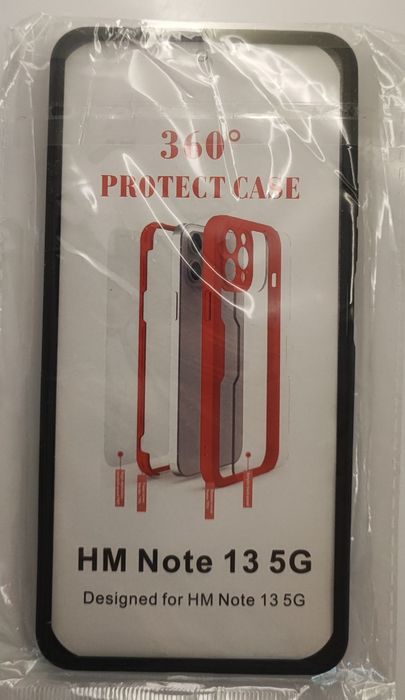 360°
PROTECT CASE
HM Note 13 5G
Designed for HM Note 13 5G